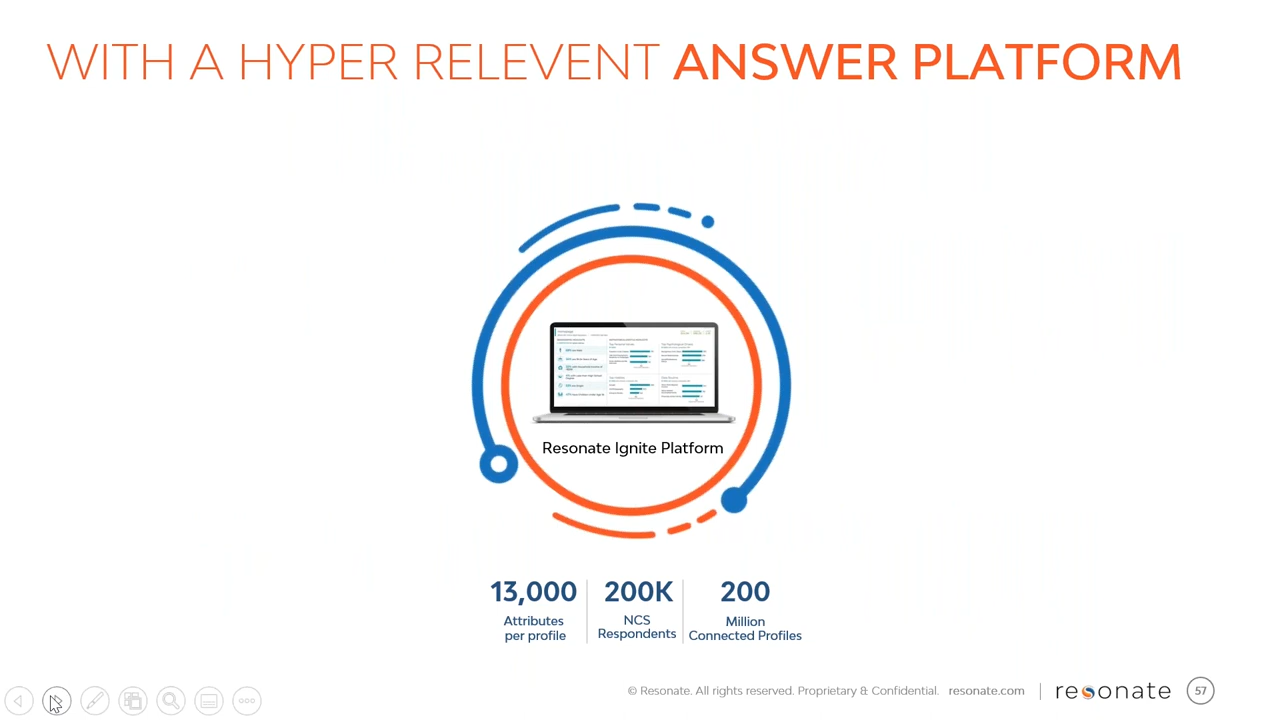 WITH A HYPER RELEVENT ANSWER PLATFORM
Resonate Ignite Platform
13,000
Attributes
per profile
200K
NCS
Respondents
200
Million
Connected Profiles
© Resonate. All rights reserved. Proprietary & Confidential. resonate.com
resonate
57